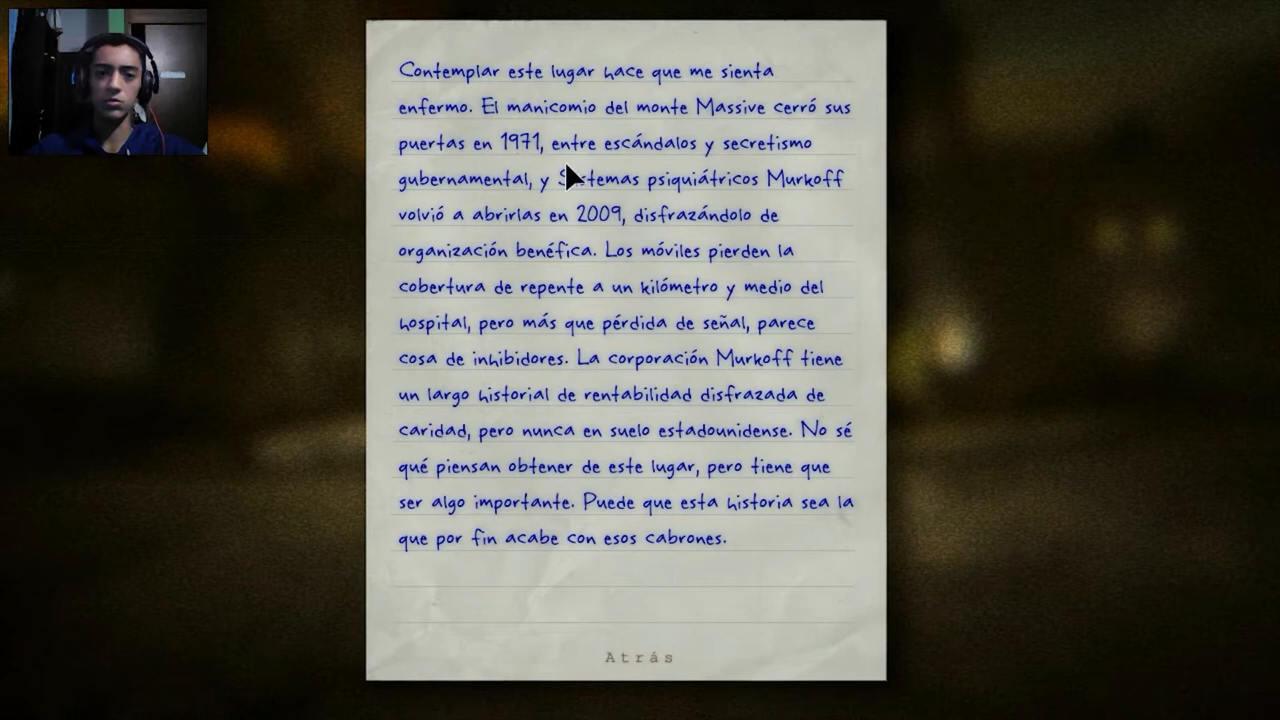 Contemplar este lugar hace que me sienta
enfermo. El manicomio del monte Massive cerró sus
puertas en 1971, entre escándalos y secretismo
gubernamental, y Sistemas psiquiátricos Murkoff
volvió a abrirlas en 2009, disfrazándolo de
organización benéfica. Los móviles pierden la
cobertura de repente a un kilómetro y medio del
hospital, pero más que pérdida de señal, parece
cosa de inhibidores. La corporación Murkoff tiene
un largo historial de rentabilidad disfrazada de
caridad, pero nunca en suelo estadounidense. No sé
qué piensan obtener de este lugar, pero tiene que
ser algo importante. Puede que esta historia sea la
que por fin acabe con esos cabrones.
Atrás